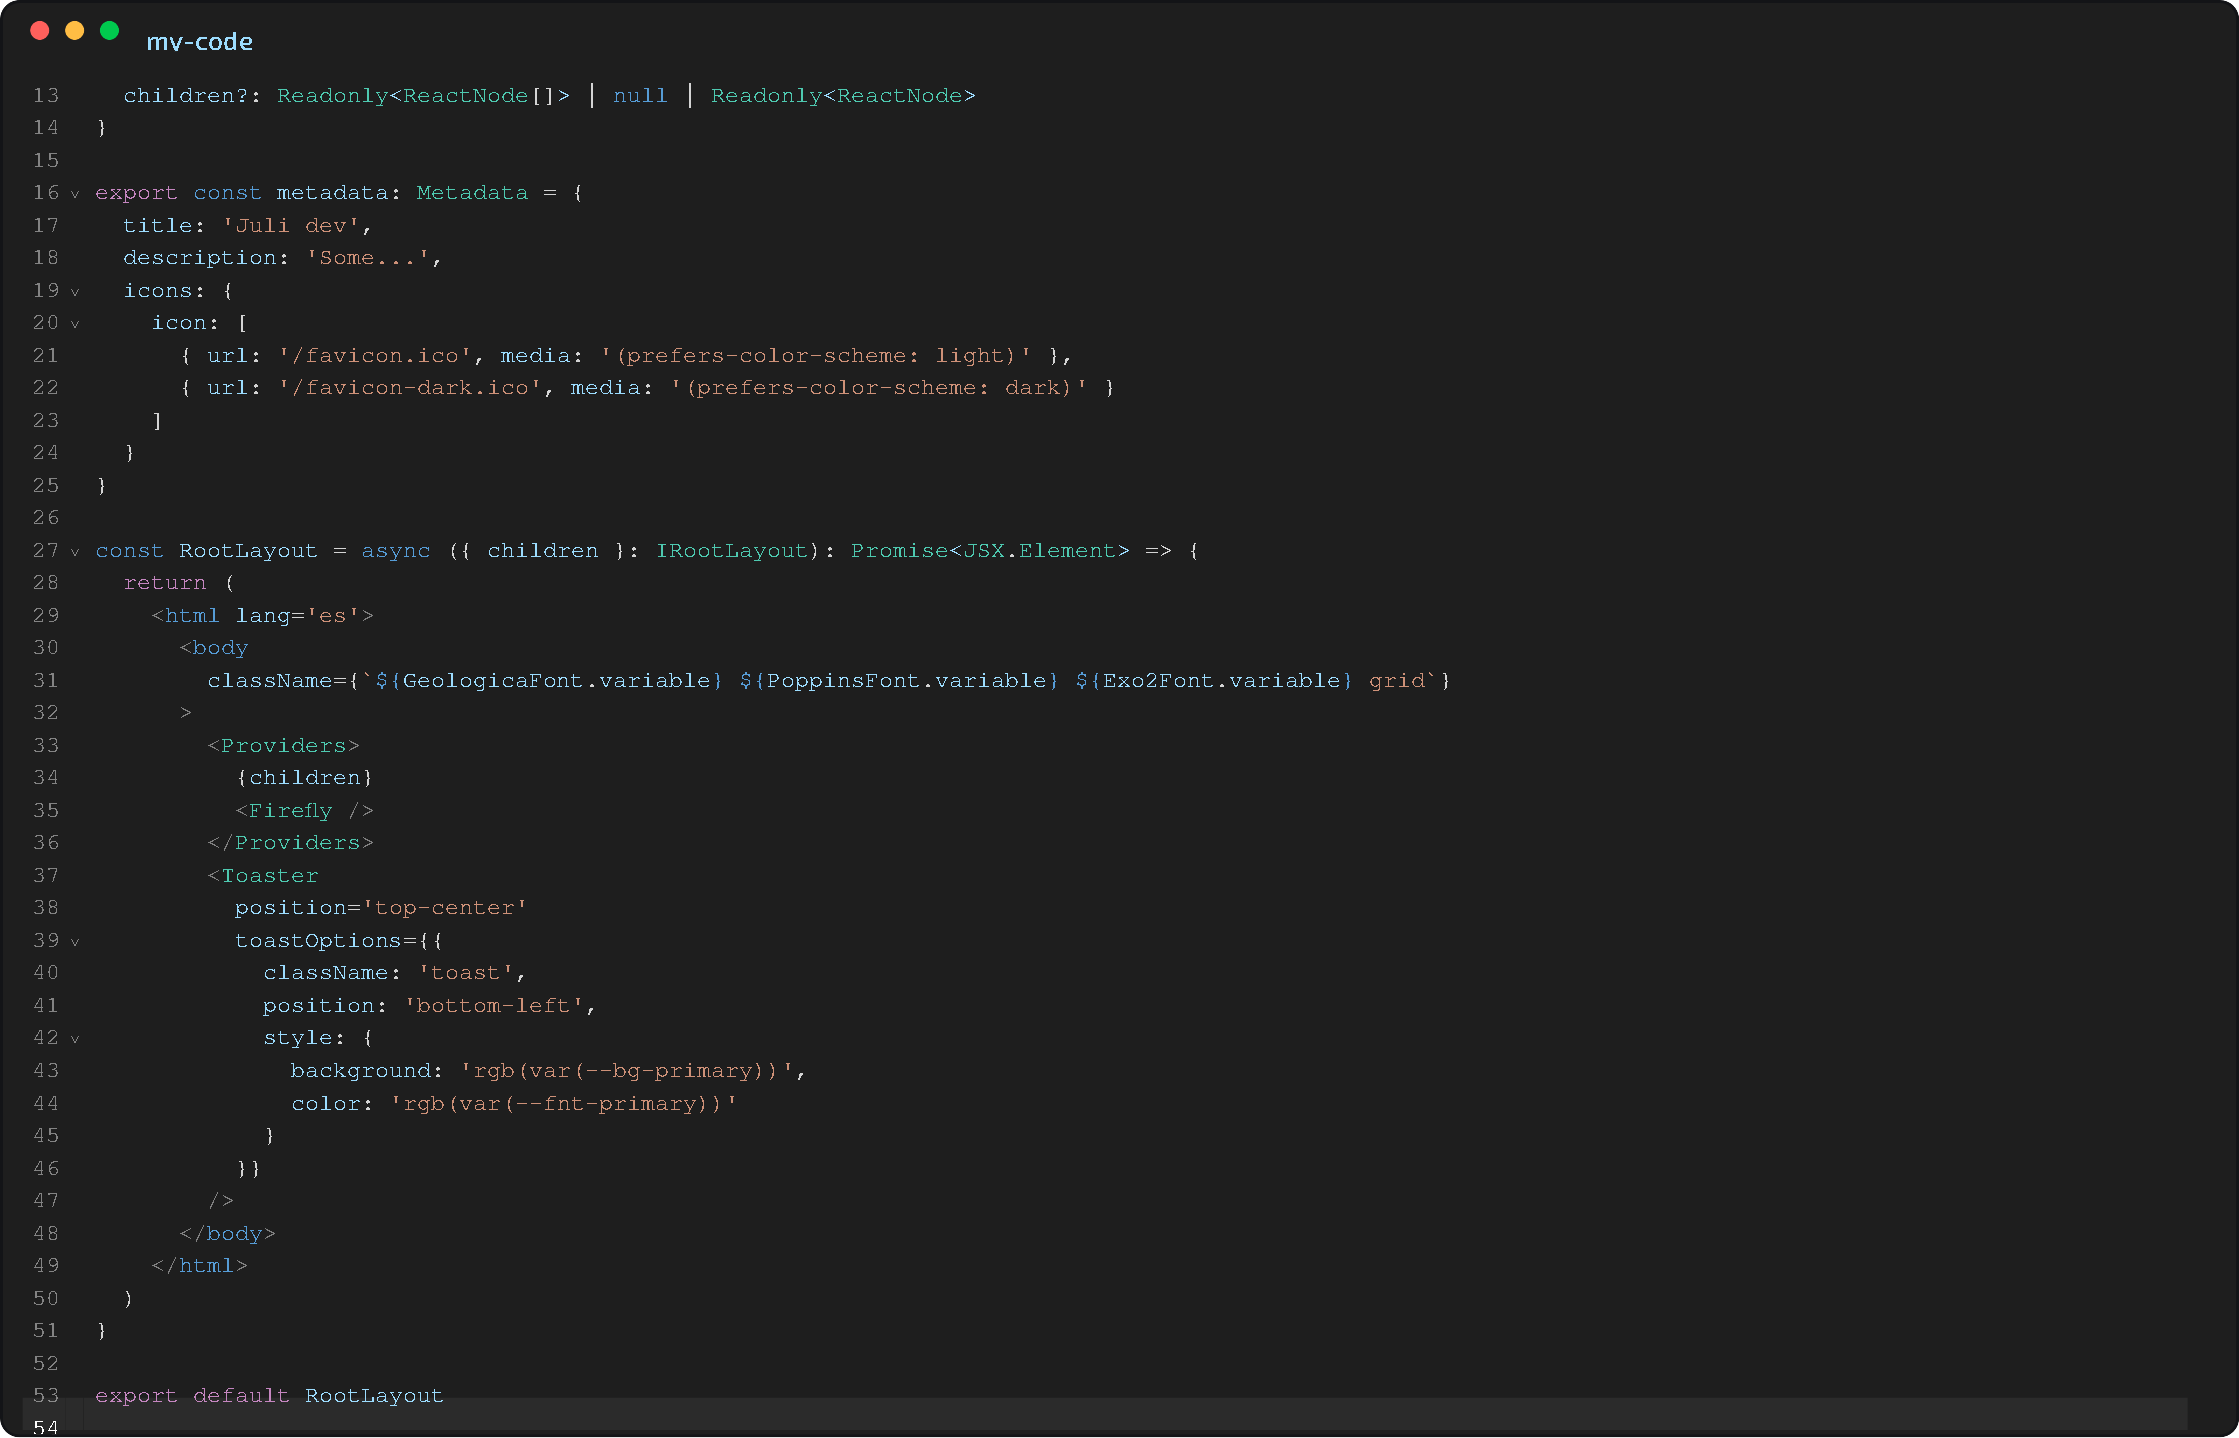 mv-code
13 children?: Readonly<ReactNode[]> | null | Readonly<ReactNode>
14 }
15
16 export const metadata: Metadata = {
17 title: 'Juli dev',
18 description: 'Some...',
19 icons: {
20 icon: [
21 { url: '/favicon.ico', media: '(prefers-color-scheme: light)' },
22 { url: '/favicon-dark.ico', media: '(prefers-color-scheme: dark)' }
23 ]
24 }
25 }
26
27 const RootLayout = async ({ children }: IRootLayout): Promise<JSX.Element> => {
28 return (
29 <html lang='es'>
30 <body
31 className={`${GeologicaFont.variable} ${PoppinsFont.variable} ${Exo2Font.variable} grid`}
32 >
33 <Providers>
34 {children}
35 <Firefly />
36 </Providers>
37 <Toaster
38 position='top-center'
39 toastOptions={{
40 className: 'toast',
41 position: 'bottom-left',
42 style: {
43 background: 'rgb(var(--bg-primary))',
44 color: 'rgb(var(--fnt-primary))'
45 }
46 }}
47 />
48 </body>
49 </html>
50 )
51 }
52
53 export default RootLayout
54